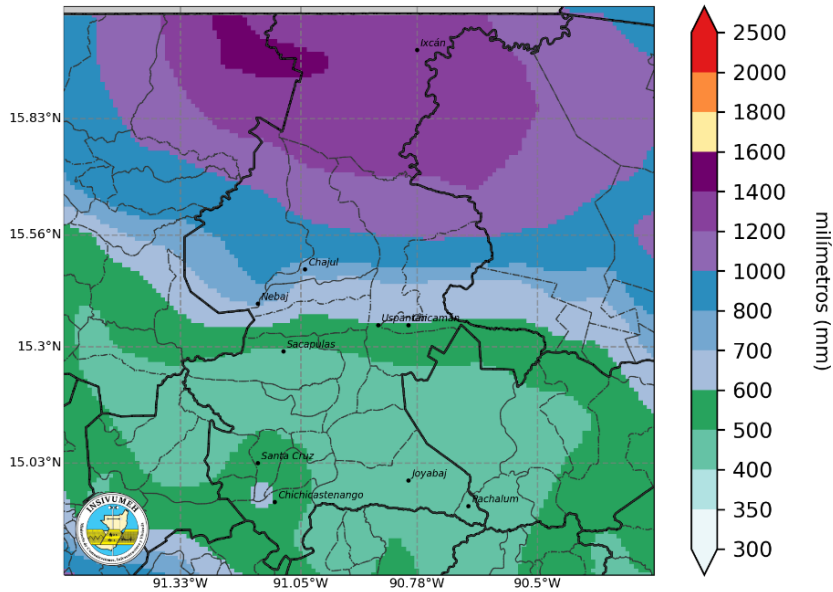 Ixcán
Chajul
Nebaj
Uspantán
Chicamán
Sacapulas
Santa Cruz
Chichicastenango
Joyabaj
Pachalum
15.83°N
15.56°N
15.3°N
15.03°N
91.33°W
91.05°W
90.78°W
90.5°W
2500
2000
1600
1400
1200
1000
800
700
600
500
400
350
300
milímetros (mm)
INSIVUMEH